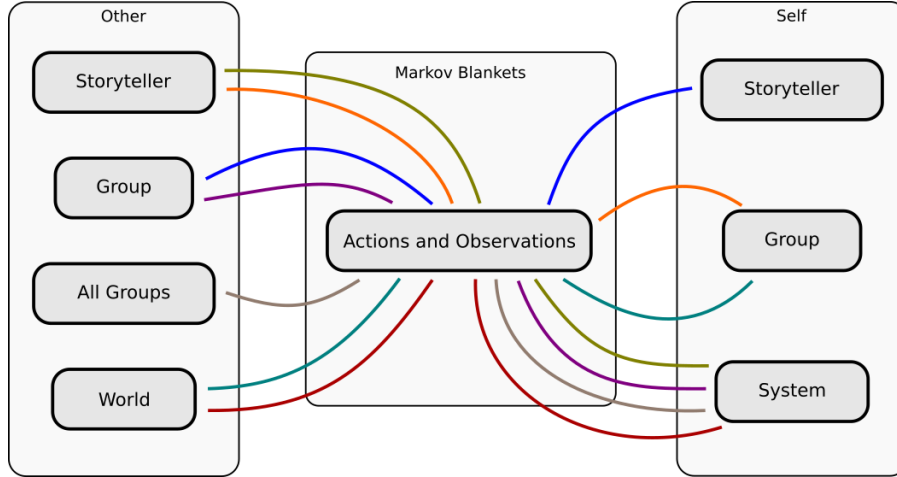 Other
Storyteller
Group
All Groups
World
Markov Blankets
Actions and Observations
Self
Storyteller
Group
System